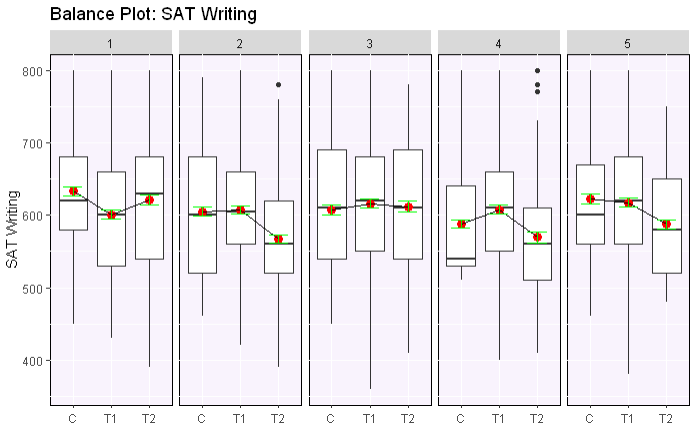 Balance Plot: SAT Writing
1 2 3 4 5
SAT Writing
800
700
600
500
400
C T1 T2 C T1 T2 C T1 T2 C T1 T2 C T1 T2